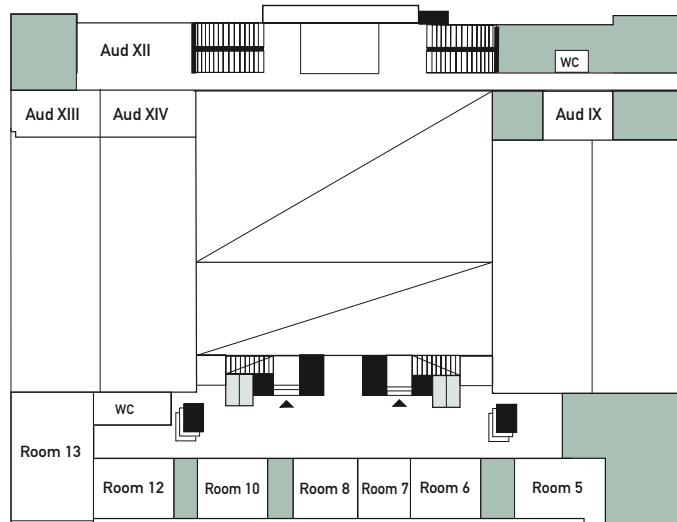 Aud XII
WC
Aud XIII
Aud XIV
Aud IX
WC
Room 13
Room 12
Room 10
Room 8
Room 7
Room 6
Room 5